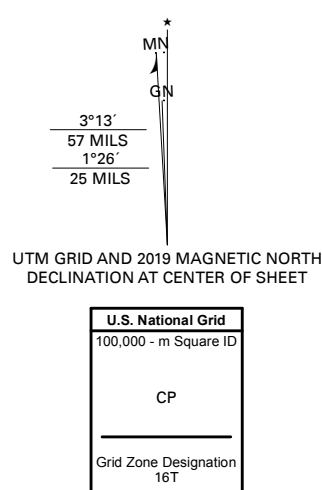 ★
MN
GN
3°13´
57 MILS
1°26´
25 MILS
UTM GRID AND 2019 MAGNETIC NORTH
DECLINATION AT CENTER OF SHEET
U.S. National Grid
100,000 - m Square ID
CP
Grid Zone Designation
16T